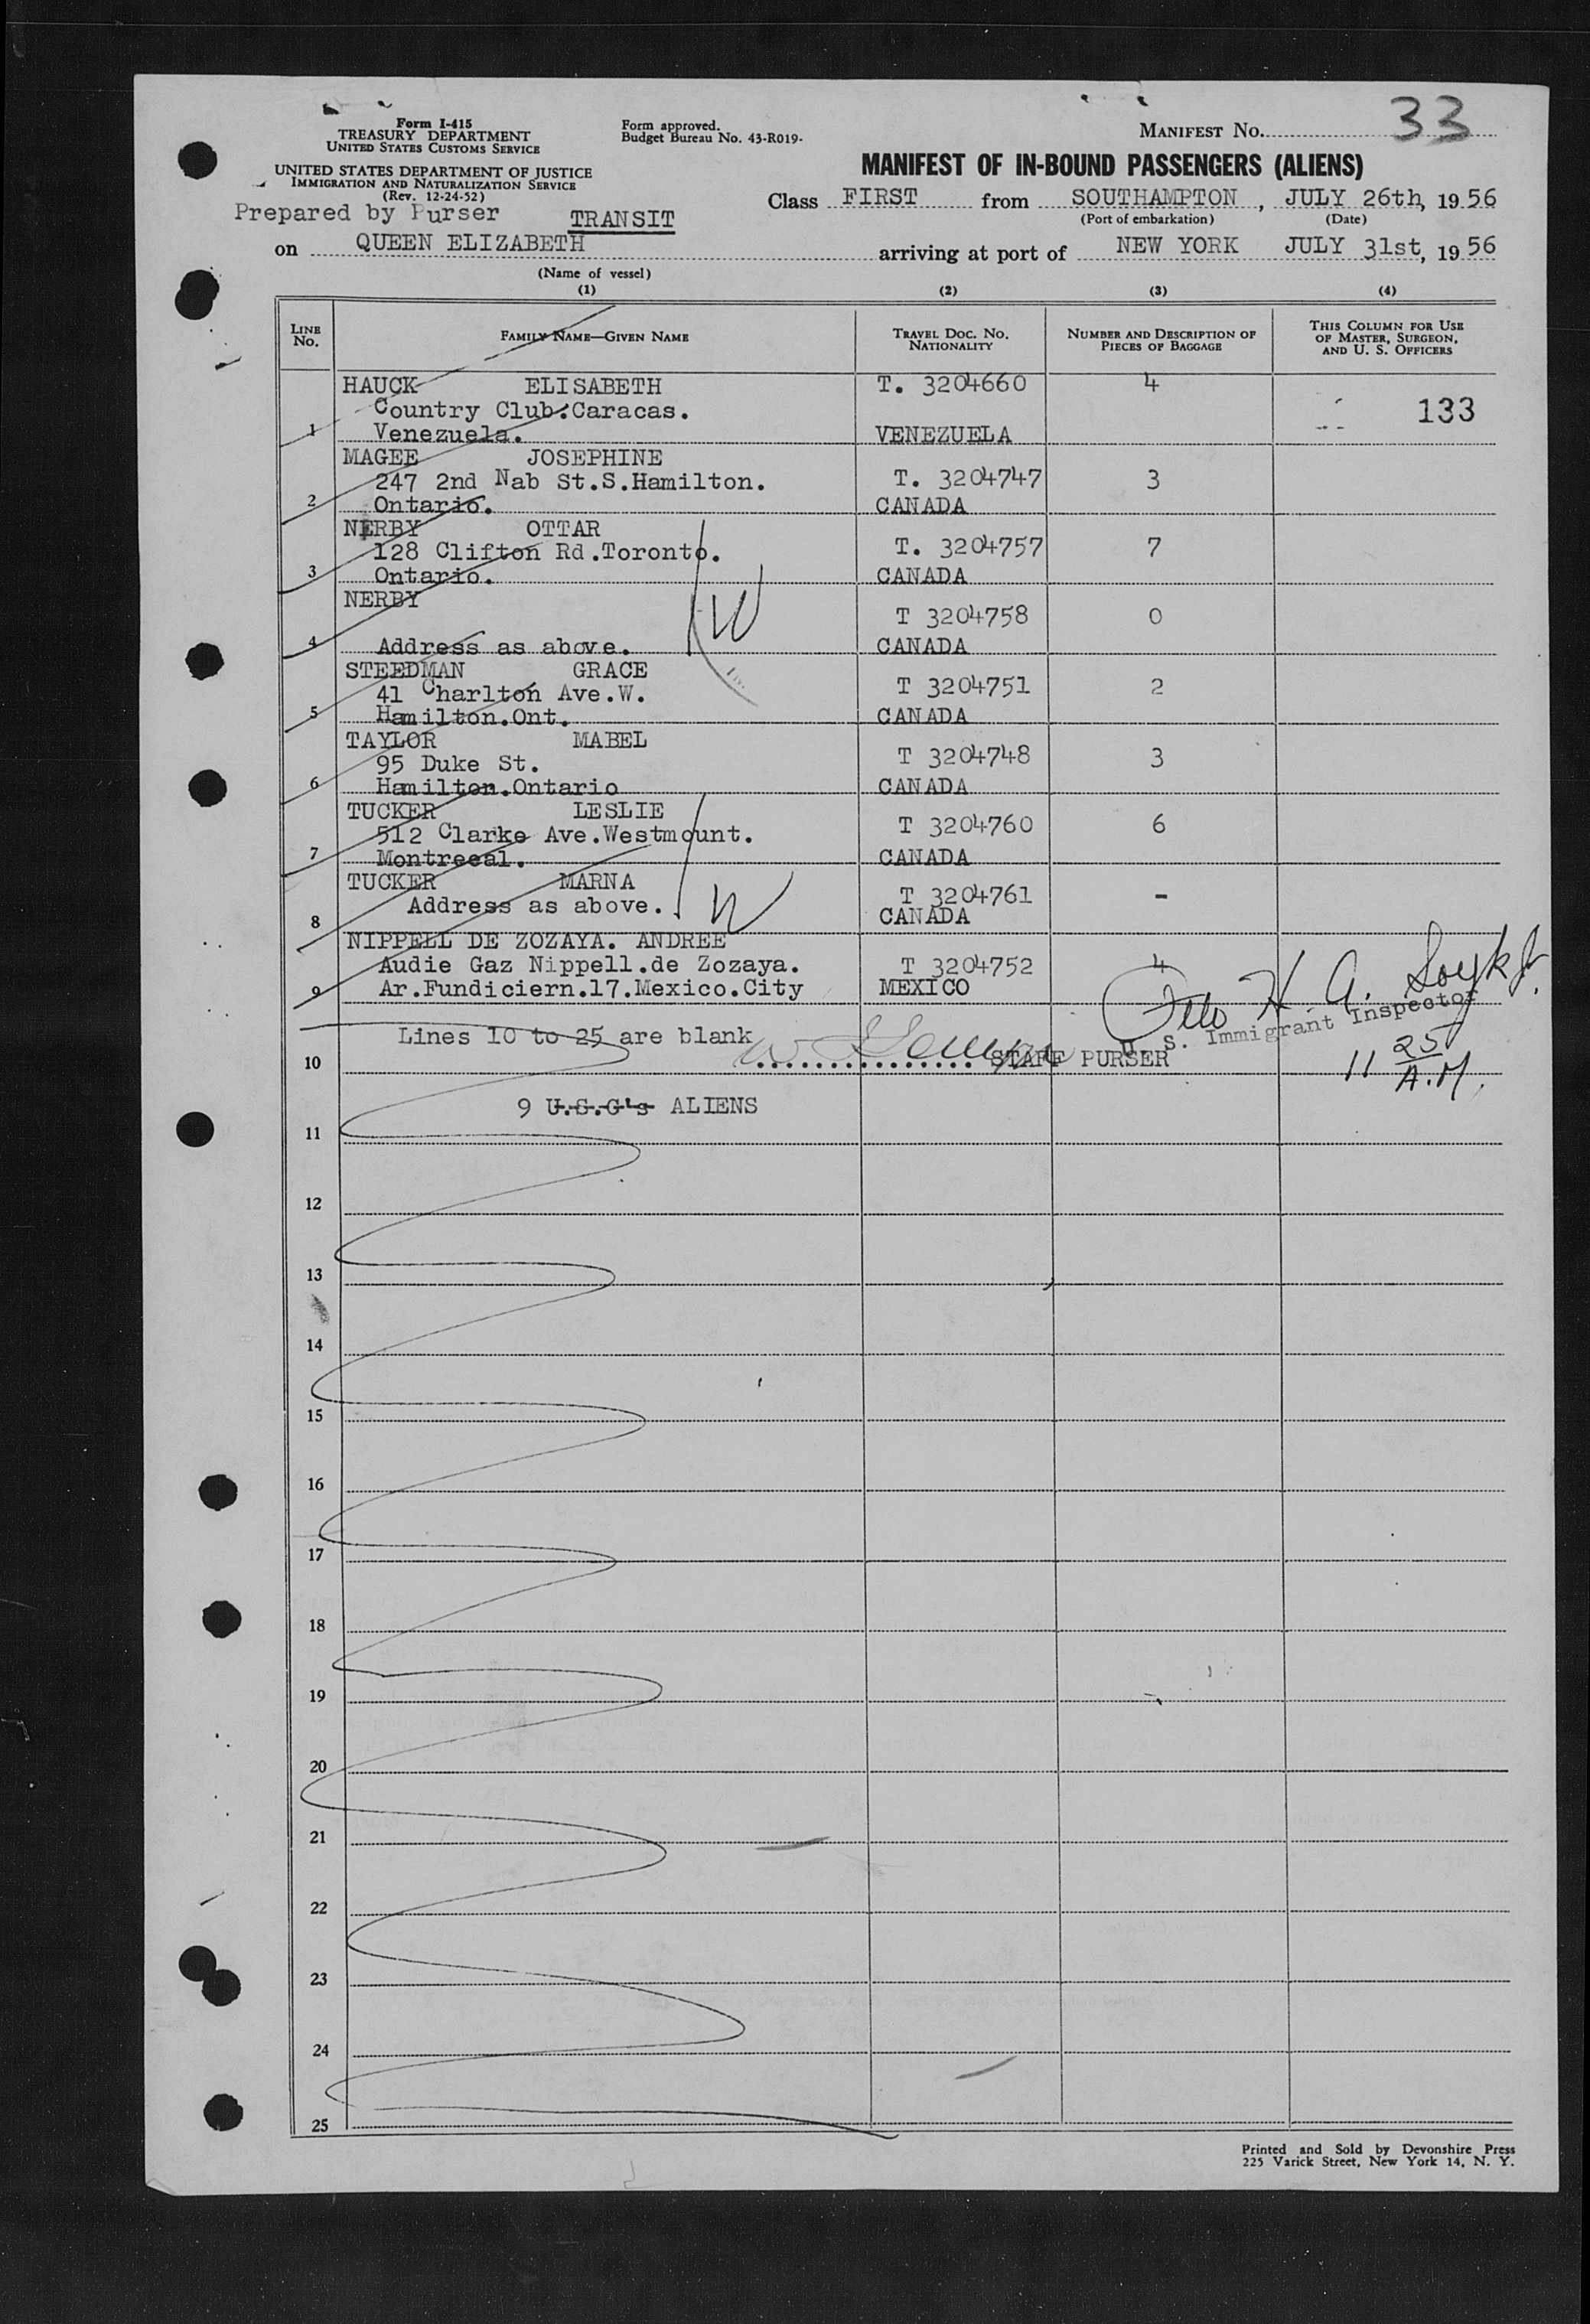 Form I-415
TREASURY DEPARTMENT
UNITED STATES CUSTOMS SERVICE
UNITED STATES DEPARTMENT OF JUSTICE
IMMIGRATION AND NATURALIZATION SERVICE
(Rev. 12-24-52)
Form approved.
Budget Bureau No. 43-R019-
MANIFEST No. 33
MANIFEST OF IN-BOUND PASSENGERS (ALIENS)
Prepared by Purser TRANSIT
Class FIRST from SOUTHAMPTON, JULY 26th, 1956
(Port of embarkation) (Date)
on QUEEN ELIZABETH arriving at port of NEW YORK JULY 31st, 1956
(Name of vessel)
(1) (2) (3) (4)
LINE No. FAMILY NAME—GIVEN NAME TRAVEL DOC. No. NATIONALITY NUMBER AND DESCRIPTION OF PIECES OF BAGGAGE THIS COLUMN FOR USE OF MASTER, SURGEON, AND U. S. OFFICERS
HAUCK ELISABETH T. 3204660 4
Country Club.Caracas. 133
1 Venezuela. VENEZUELA
MAGEE JOSEPHINE
247 2nd Nab St.S.Hamilton. T. 3204747 3
2 Ontario. CANADA
NERBY OTTAR
128 Clifton Rd.Toronto. T. 3204757 7
3 Ontario. CANADA
NERBY
T 3204758 0
4 Address as above. CANADA
W
STEEDMAN GRACE
41 Charlton Ave.W. T 3204751 2
5 Hamilton.Ont. CANADA
TAYLOR MABEL
95 Duke St. T 3204748 3
6 Hamilton.Ontario CANADA
TUCKER LESLIE
512 Clarke Ave.Westmount. T 3204760 6
7 Montreeal. CANADA
TUCKER MARNA T 3204761 -
8 Address as above. CANADA
W
NIPPELL DE ZOZAYA. ANDREE
Audie Gaz Nippell.de Zozaya. T 3204752 4
9 Ar.Fundiciern.17.Mexico.City MEXICO
H. A.
U. S. Immigrant Inspector
Lines 10 to 25 are blank
10 STAFF PURSER
11 25 A.M.
9 U.S.C's ALIENS
11
12
13
14
15
16
17
18
19
20
21
22
23
24
25
Printed and Sold by Devonshire Press
225 Varick Street, New York 14, N. Y.